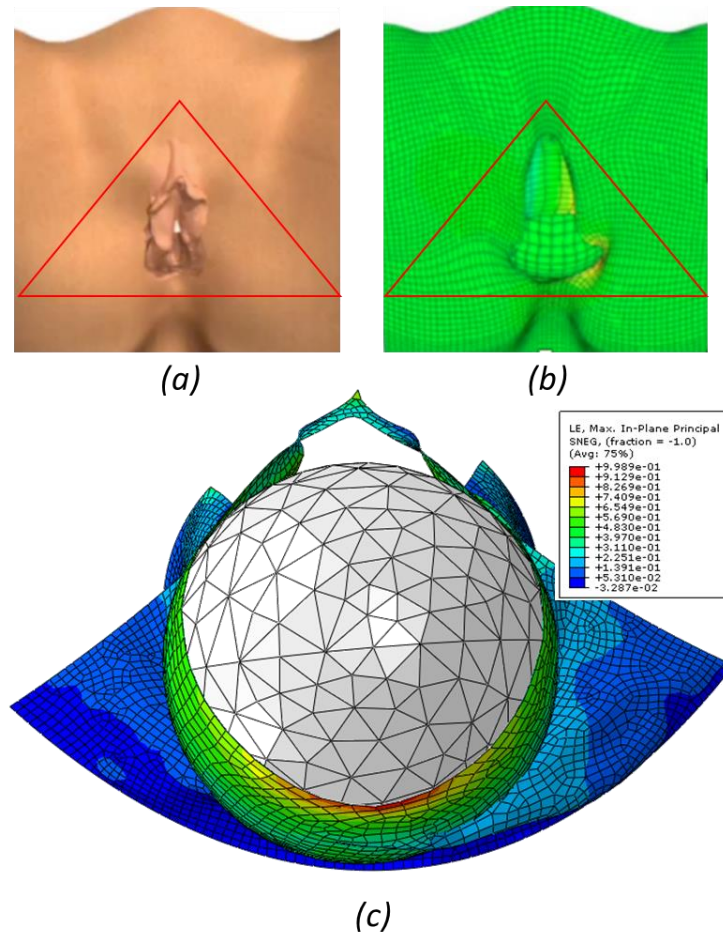 (a)
(b)
LE, Max. In-Plane Principal
SNEG, (fraction = -1.0)
(Avg: 75%)
+9.989e-01
+9.129e-01
+8.269e-01
+7.409e-01
+6.549e-01
+5.690e-01
+4.830e-01
+3.970e-01
+3.110e-01
+2.251e-01
+1.391e-01
+5.310e-02
-3.287e-02
(c)